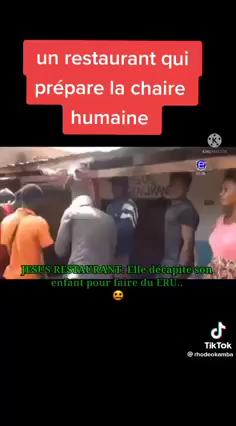 un restaurant qui
prépare la chaire
humaine
KINEMASTER
JESUS RESTAURANT: Elle décapite son
enfant pour faire du ERU..
TikTok
@ rhodeokamba